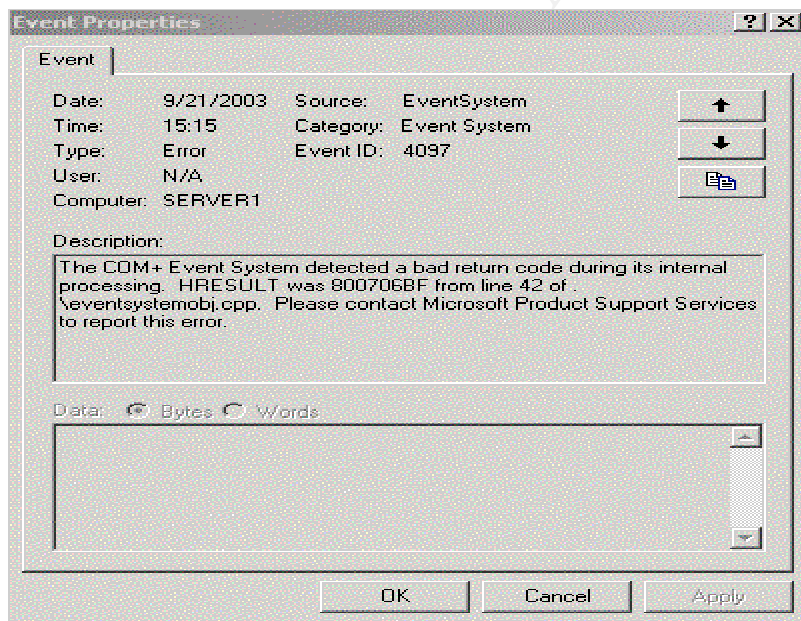 Event Properties
Event
Date: 9/21/2003 Source: EventSystem
Time: 15:15 Category: Event System
Type: Error Event ID: 4097
User: N/A
Computer: SERVER1
Description:
The COM+ Event System detected a bad return code during its internal
processing. HRESULT was 800706BF from line 42 of .
\eventsystemobj.cpp. Please contact Microsoft Product Support Services
to report this error.
Data: Bytes Words
OK Cancel Apply